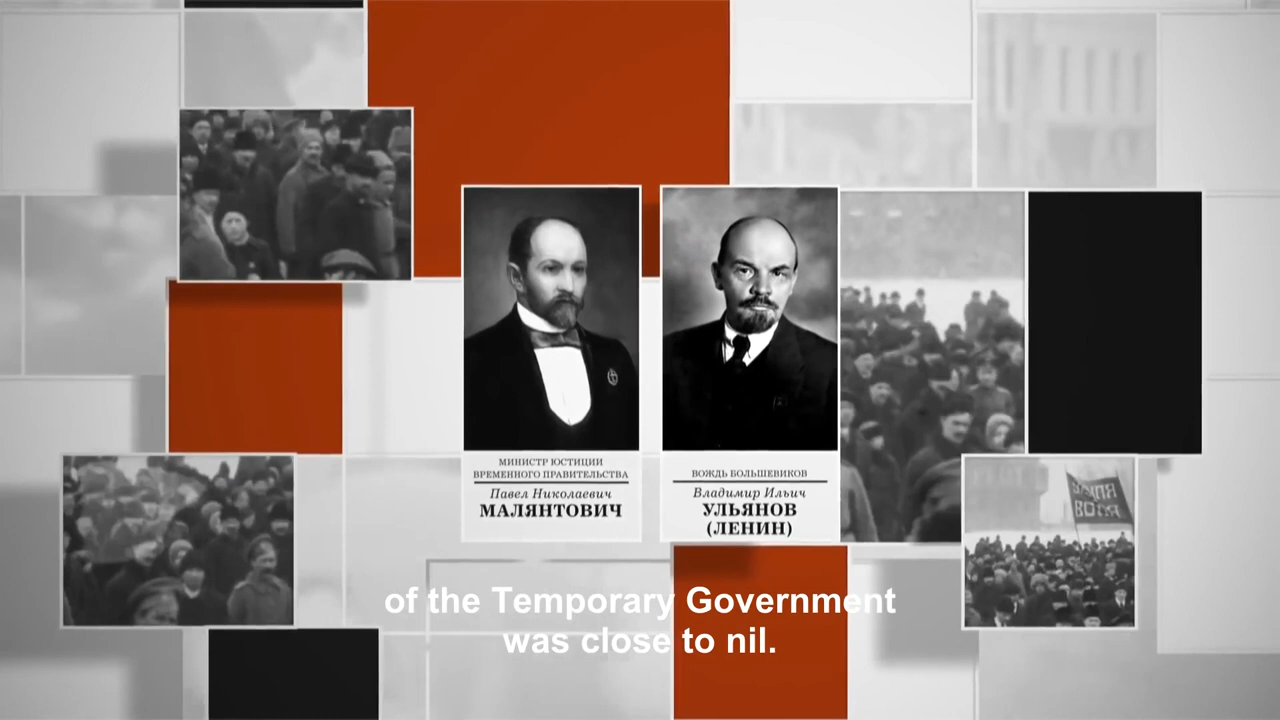 МИНИСТР ЮСТИЦИИ
ВРЕМЕННОГО ПРАВИТЕЛЬСТВА
Павел Николаевич
МАЛЯНТОВИЧ
ВОЖДЬ БОЛЬШЕВИКОВ
Владимир Ильич
УЛЬЯНОВ
(ЛЕНИН)
of the Temporary Government
was close to nil.